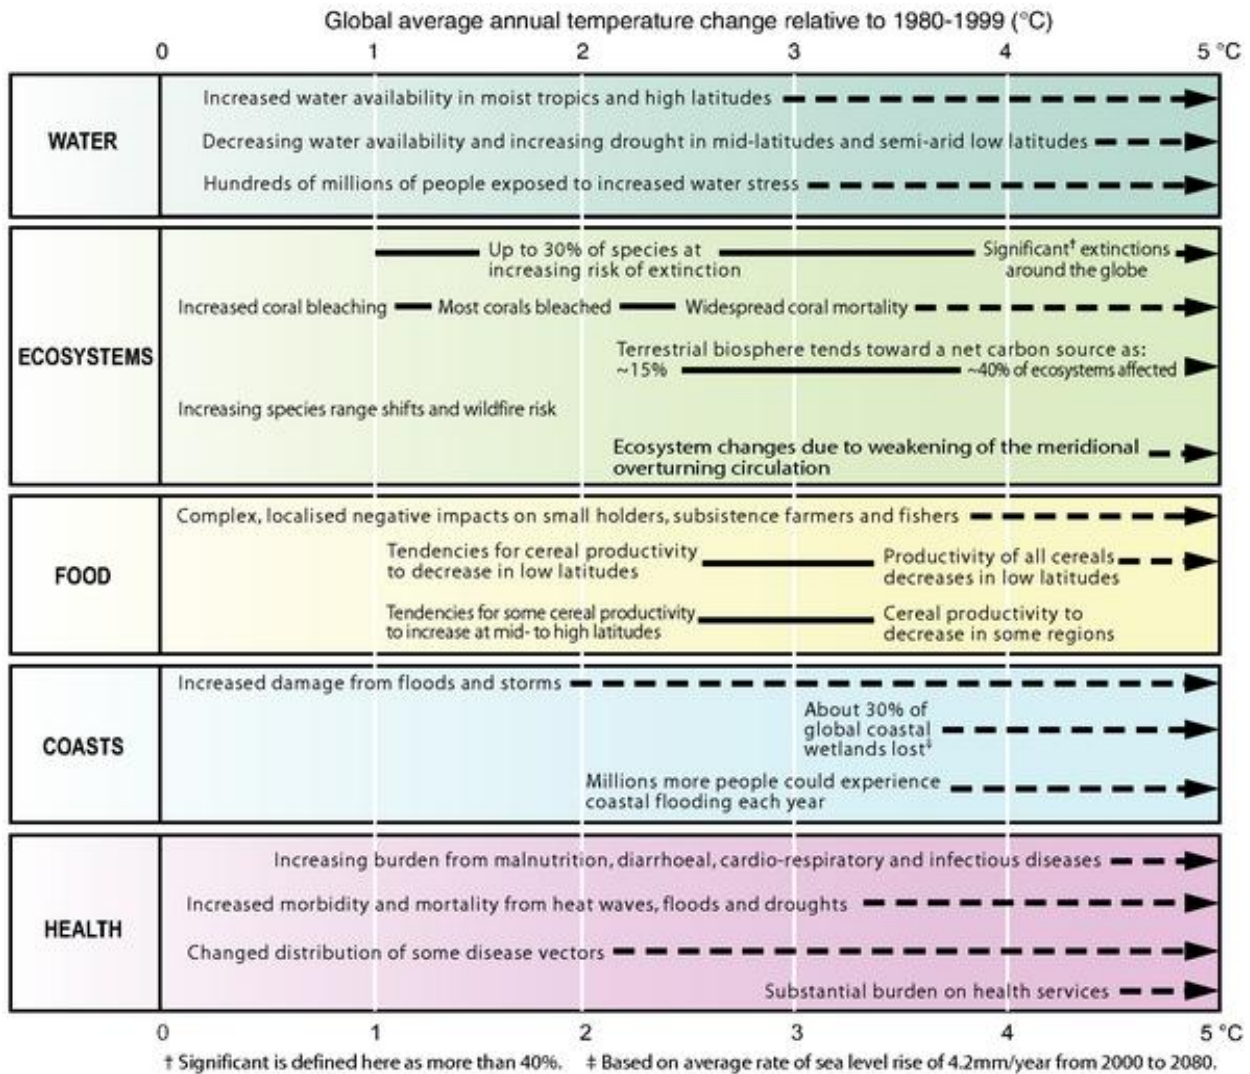 Global average annual temperature change relative to 1980-1999 (°C)
0 1 2 3 4 5 °C
WATER
Increased water availability in moist tropics and high latitudes
Decreasing water availability and increasing drought in mid-latitudes and semi-arid low latitudes
Hundreds of millions of people exposed to increased water stress
ECOSYSTEMS
Up to 30% of species at
increasing risk of extinction
Significant† extinctions
around the globe
Increased coral bleaching Most corals bleached Widespread coral mortality
Terrestrial biosphere tends toward a net carbon source as:
~15% ~40% of ecosystems affected
Increasing species range shifts and wildfire risk
Ecosystem changes due to weakening of the meridional
overturning circulation
FOOD
Complex, localised negative impacts on small holders, subsistence farmers and fishers
Tendencies for cereal productivity
to decrease in low latitudes
Productivity of all cereals
decreases in low latitudes
Tendencies for some cereal productivity
to increase at mid- to high latitudes
Cereal productivity to
decrease in some regions
COASTS
Increased damage from floods and storms
About 30% of
global coastal
wetlands lost‡
Millions more people could experience
coastal flooding each year
HEALTH
Increasing burden from malnutrition, diarrhoeal, cardio-respiratory and infectious diseases
Increased morbidity and mortality from heat waves, floods and droughts
Changed distribution of some disease vectors
Substantial burden on health services
0 1 2 3 4 5 °C
† Significant is defined here as more than 40%. ‡ Based on average rate of sea level rise of 4.2mm/year from 2000 to 2080.